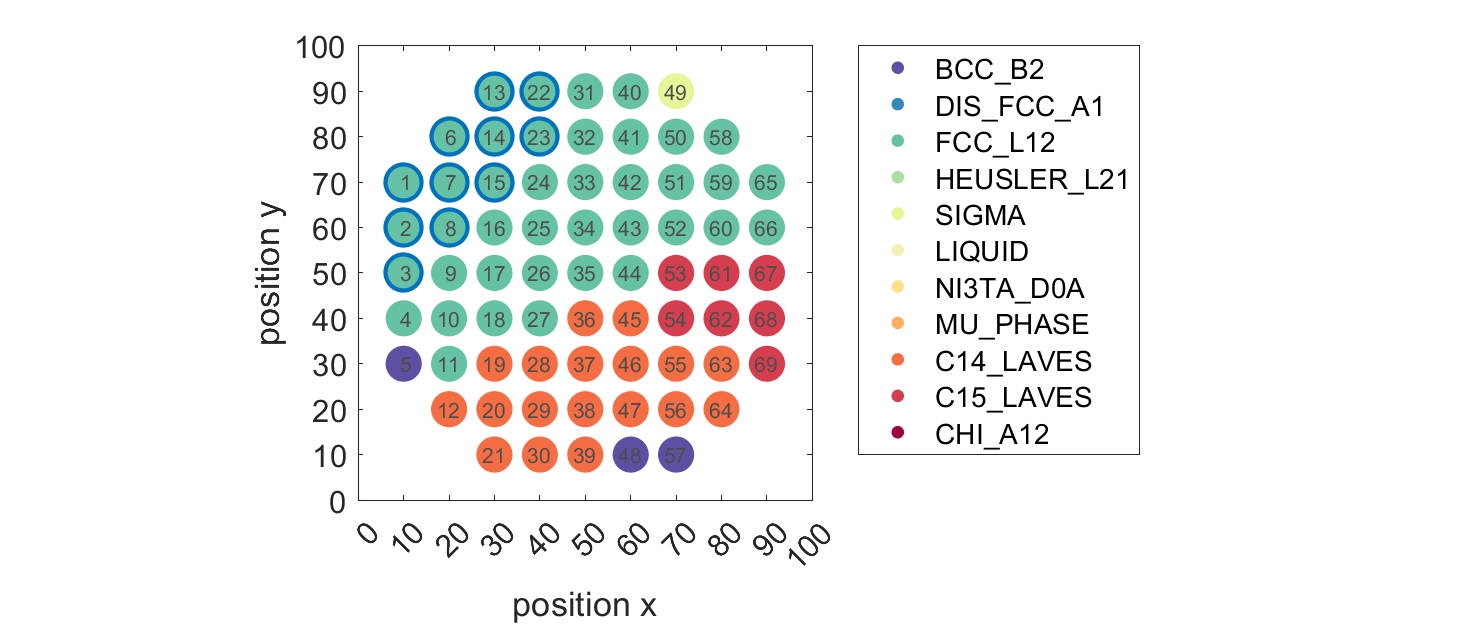 100
90
80
70
60
50
40
30
20
10
0
position y
13 22 31 40 49
6 14 23 32 41 50 58
1 7 15 24 33 42 51 59 65
2 8 16 25 34 43 52 60 66
3 9 17 26 35 44 53 61 67
4 10 18 27 36 45 54 62 68
5 11 19 28 37 46 55 63 69
12 20 29 38 47 56 64
21 30 39 48 57
0 10 20 30 40 50 60 70 80 90 100
position x
BCC_B2
DIS_FCC_A1
FCC_L12
HEUSLER_L21
SIGMA
LIQUID
NI3TA_D0A
MU_PHASE
C14_LAVES
C15_LAVES
CHI_A12